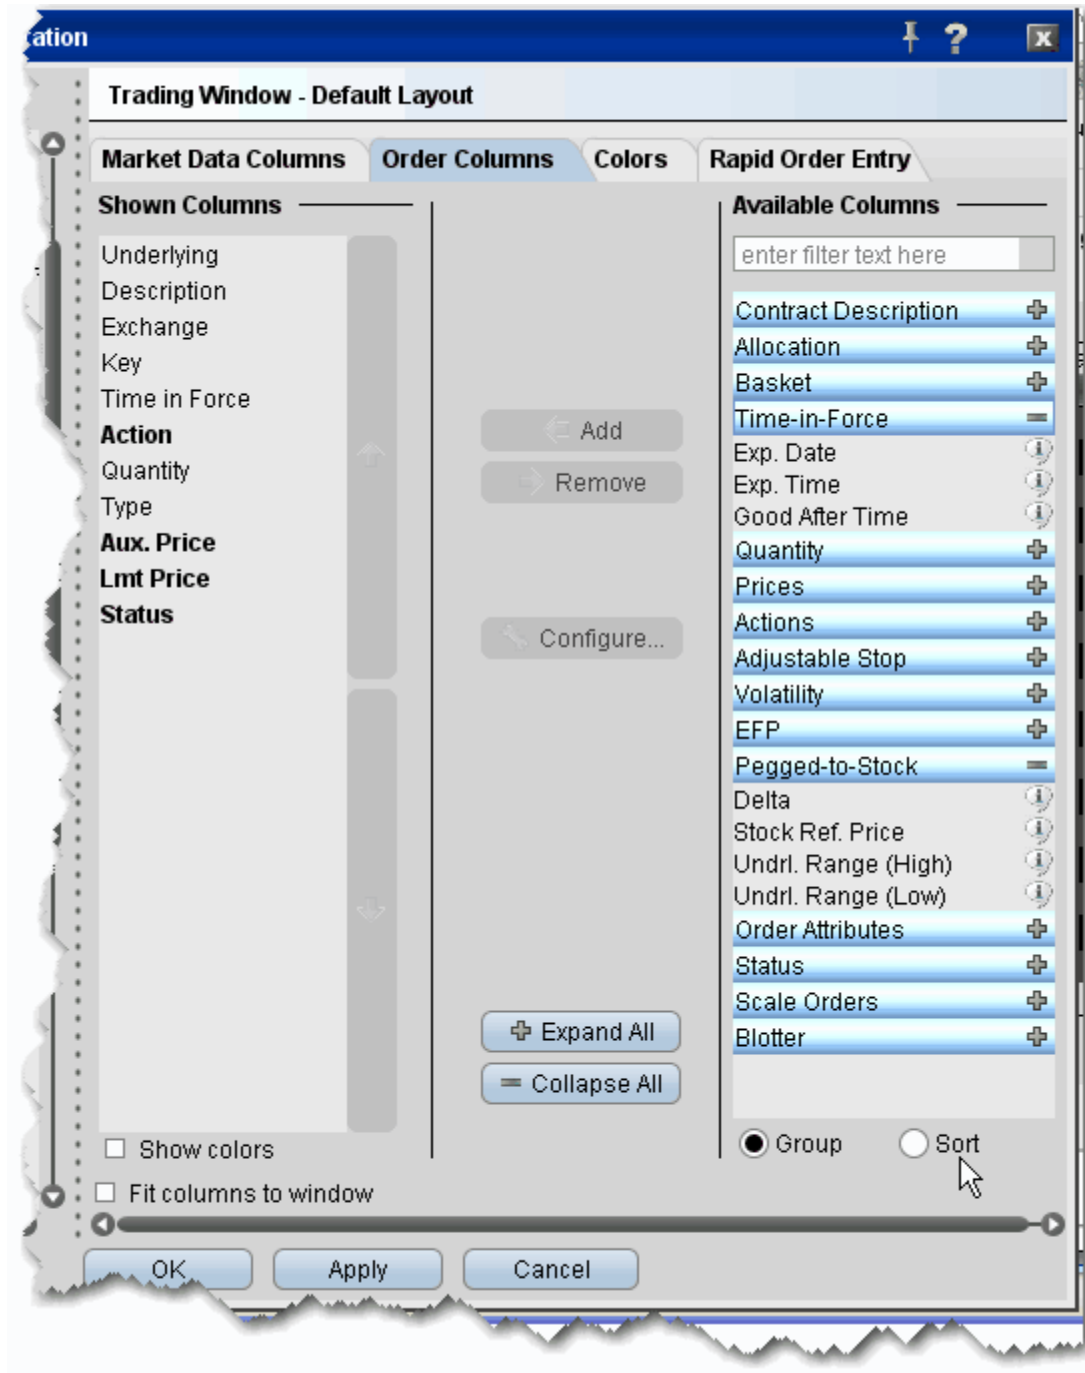 ation
Trading Window - Default Layout
Market Data Columns Order Columns Colors Rapid Order Entry
Shown Columns
Underlying
Description
Exchange
Key
Time in Force
Action
Quantity
Type
Aux. Price
Lmt Price
Status
Show colors
Fit columns to window
Add
Remove
Configure...
Expand All
Collapse All
Available Columns
enter filter text here
Contract Description
Allocation
Basket
Time-in-Force
Exp. Date
Exp. Time
Good After Time
Quantity
Prices
Actions
Adjustable Stop
Volatility
EFP
Pegged-to-Stock
Delta
Stock Ref. Price
Undrl. Range (High)
Undrl. Range (Low)
Order Attributes
Status
Scale Orders
Blotter
Group Sort
OK Apply Cancel